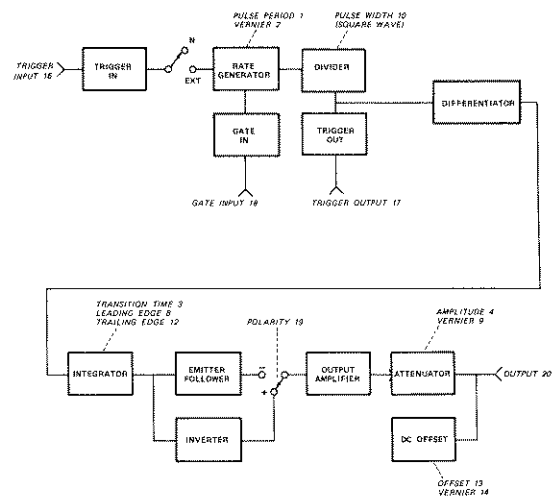 PULSE PERIOD 1
VERNIER 2
PULSE WIDTH 10
(SQUARE WAVE)
TRIGGER
INPUT 16
TRIGGER
IN
N
EXT
RATE
GENERATOR
DIVIDER
DIFFERENTIATOR
GATE
IN
TRIGGER
OUT
GATE INPUT 18
TRIGGER OUTPUT 17
TRANSITION TIME 3
LEADING EDGE 8
TRAILING EDGE 12
POLARITY 19
AMPLITUDE 4
VERNIER 9
INTEGRATOR
EMITTER
FOLLOWER
-
+
OUTPUT
AMPLIFIER
ATTENUATOR
OUTPUT 20
INVERTER
DC OFFSET
OFFSET 13
VERNIER 14